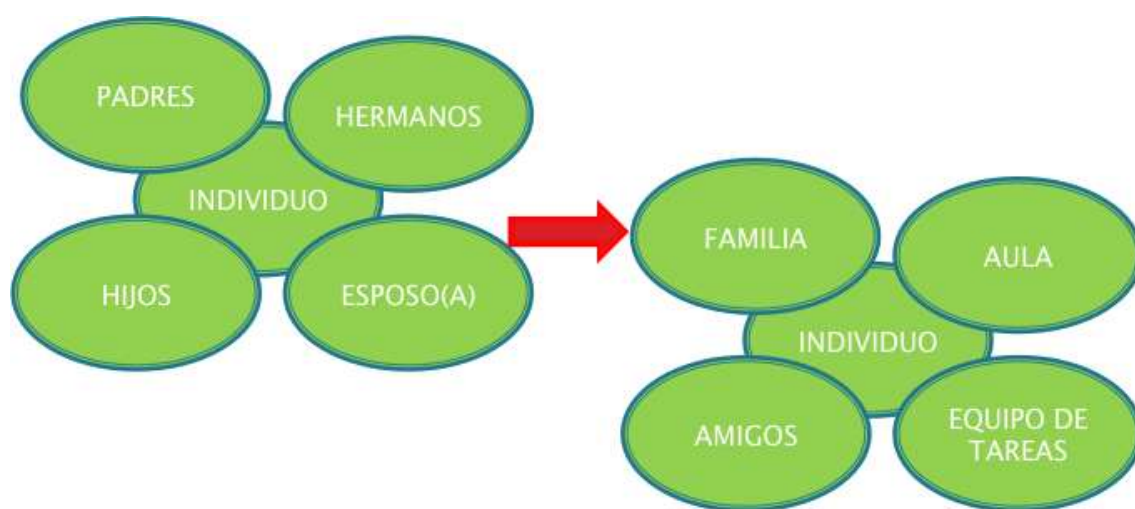 PADRES
HERMANOS
INDIVIDUO
HIJOS
ESPOSO(A)
FAMILIA
AULA
INDIVIDUO
AMIGOS
EQUIPO DE
TAREAS